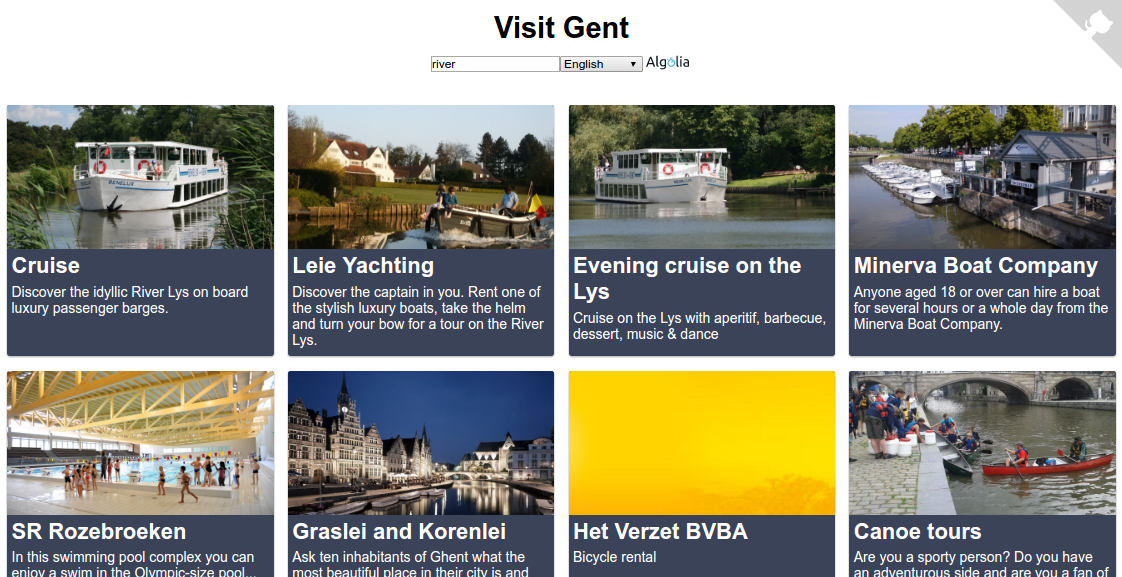 Visit Gent
river English Algolia
Cruise
Discover the idyllic River Lys on board
luxury passenger barges.
Leie Yachting
Discover the captain in you. Rent one of
the stylish luxury boats, take the helm
and turn your bow for a tour on the River
Lys.
Evening cruise on the
Lys
Cruise on the Lys with aperitif, barbecue,
dessert, music & dance
Minerva Boat Company
Anyone aged 18 or over can hire a boat
for several hours or a whole day from the
Minerva Boat Company.
SR Rozebroeken
In this swimming pool complex you can
enjoy a swim in the Olympic-size pool...
Graslei and Korenlei
Ask ten inhabitants of Ghent what the
most beautiful place in their city is and
Het Verzet BVBA
Bicycle rental
Canoe tours
Are you a sporty person? Do you have
an adventurous side and are you a fan of